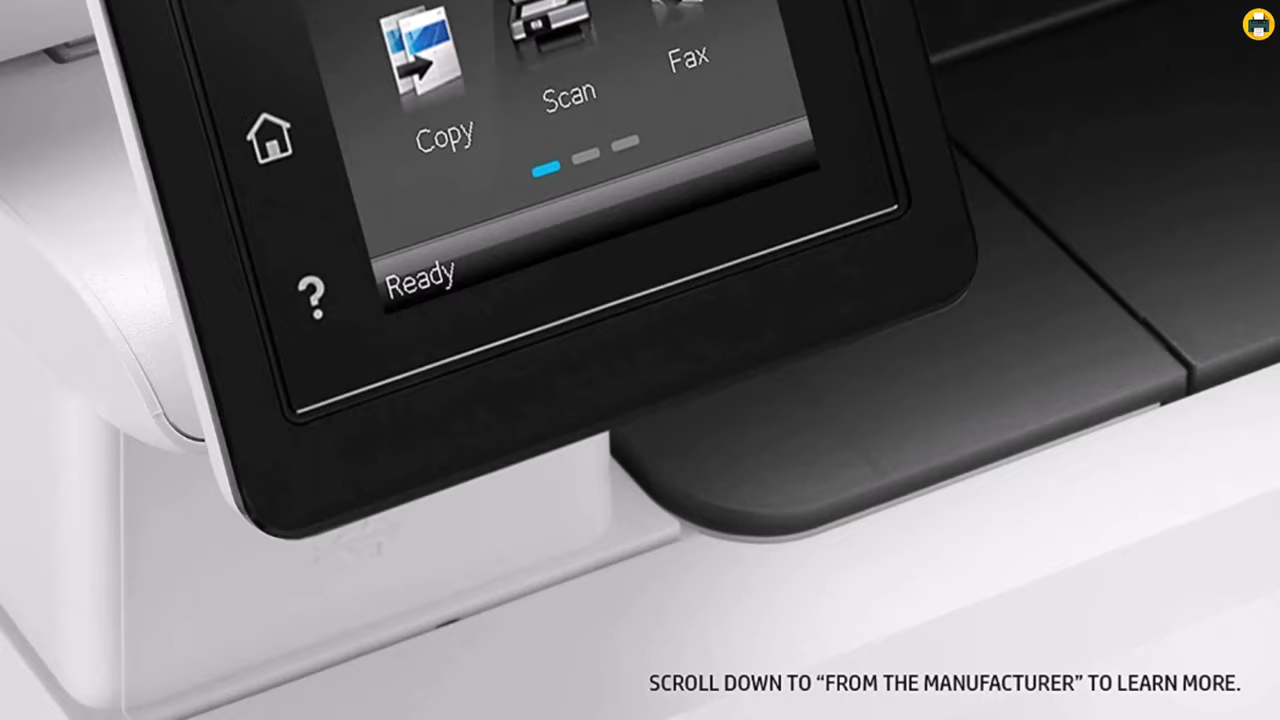 Copy
Scan
Fax
Ready
?
SCROLL DOWN TO “FROM THE MANUFACTURER” TO LEARN MORE.